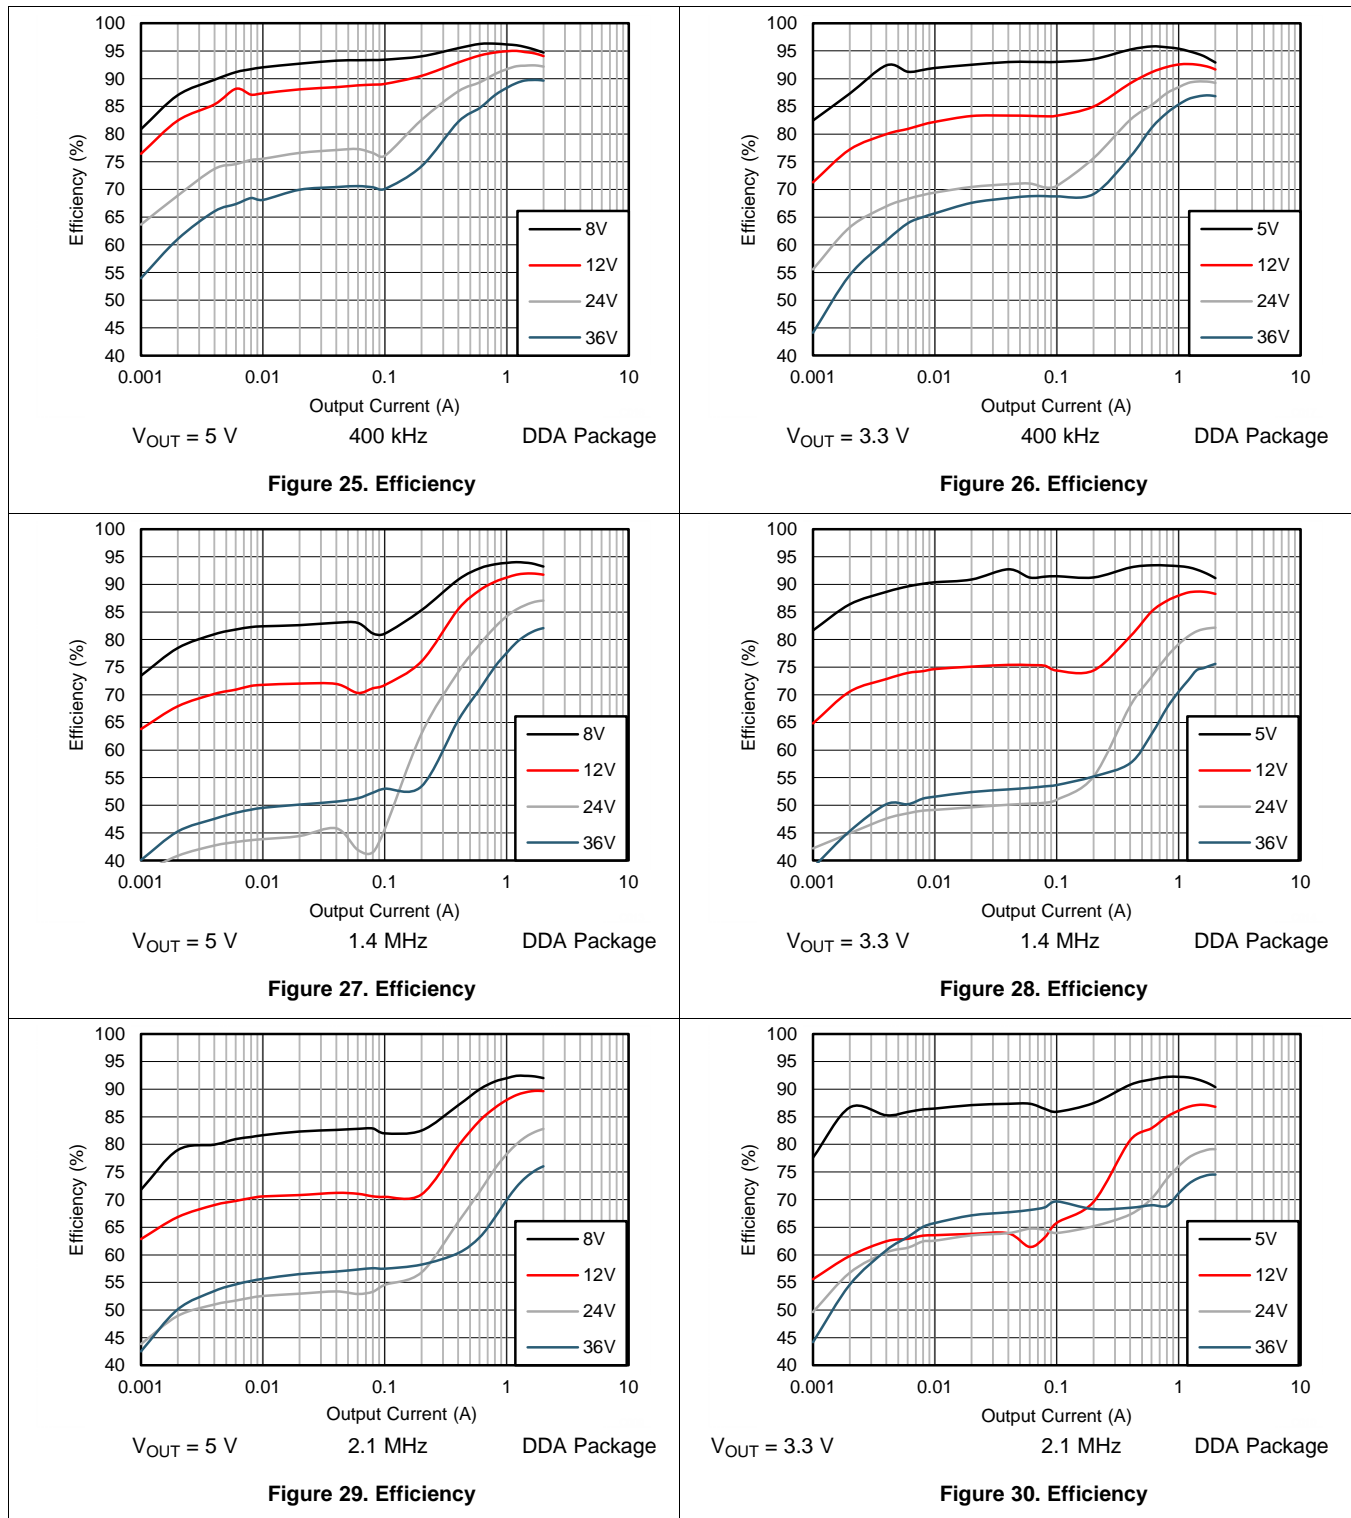 100
95
90
85
80
75
70
65
60
55
50
45
40
Efficiency (%)
8V
12V
24V
36V
0.001 0.01 0.1 1 10
Output Current (A)
VOUT = 5 V 400 kHz DDA Package
Figure 25. Efficiency
100
95
90
85
80
75
70
65
60
55
50
45
40
Efficiency (%)
5V
12V
24V
36V
0.001 0.01 0.1 1 10
Output Current (A)
VOUT = 3.3 V 400 kHz DDA Package
Figure 26. Efficiency
100
95
90
85
80
75
70
65
60
55
50
45
40
Efficiency (%)
8V
12V
24V
36V
0.001 0.01 0.1 1 10
Output Current (A)
VOUT = 5 V 1.4 MHz DDA Package
Figure 27. Efficiency
100
95
90
85
80
75
70
65
60
55
50
45
40
Efficiency (%)
5V
12V
24V
36V
0.001 0.01 0.1 1 10
Output Current (A)
VOUT = 3.3 V 1.4 MHz DDA Package
Figure 28. Efficiency
100
95
90
85
80
75
70
65
60
55
50
45
40
Efficiency (%)
8V
12V
24V
36V
0.001 0.01 0.1 1 10
Output Current (A)
VOUT = 5 V 2.1 MHz DDA Package
Figure 29. Efficiency
100
95
90
85
80
75
70
65
60
55
50
45
40
Efficiency (%)
5V
12V
24V
36V
0.001 0.01 0.1 1 10
Output Current (A)
VOUT = 3.3 V 2.1 MHz DDA Package
Figure 30. Efficiency